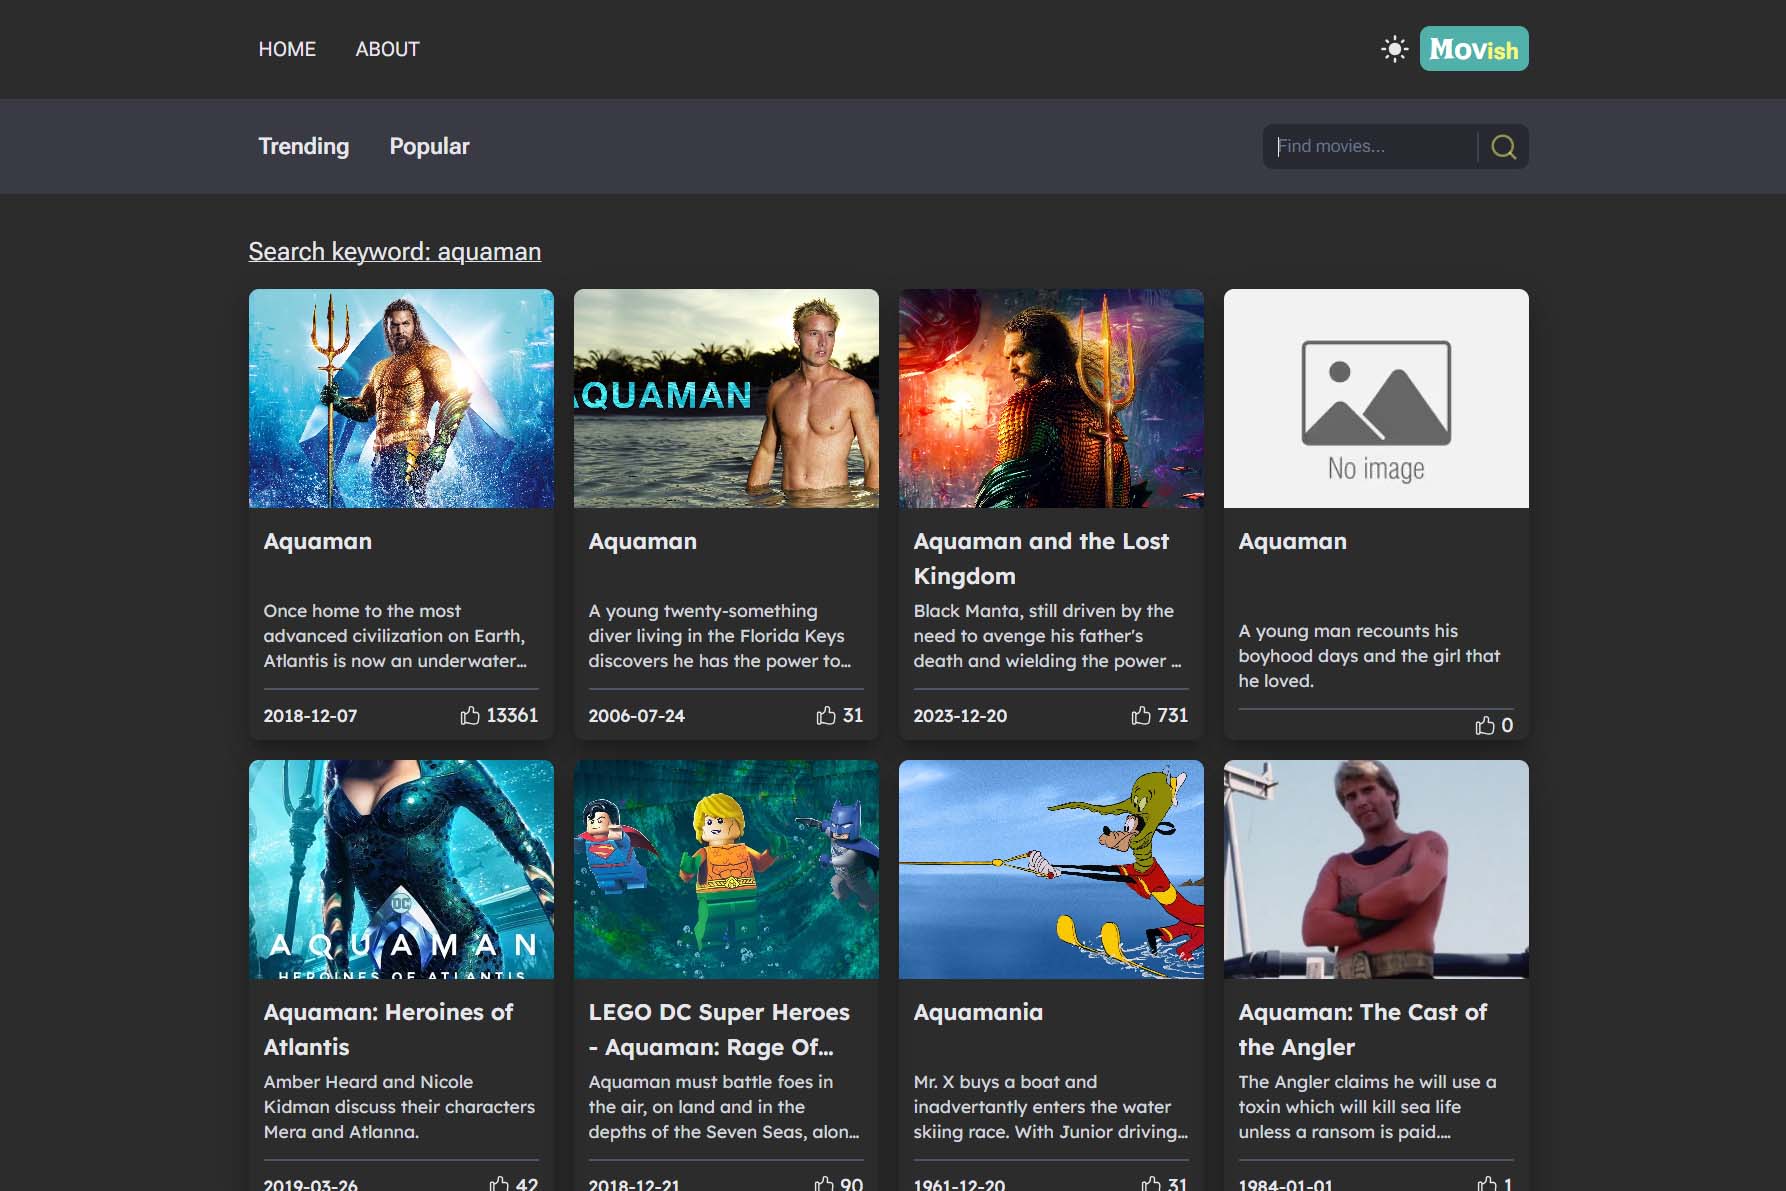 HOME ABOUT Movish
Trending Popular Find movies...
Search keyword: aquaman
AQUAMAN
No image
Aquaman
Once home to the most
advanced civilization on Earth,
Atlantis is now an underwater...
2018-12-07 13361
Aquaman
A young twenty-something
diver living in the Florida Keys
discovers he has the power to...
2006-07-24 31
Aquaman and the Lost
Kingdom
Black Manta, still driven by the
need to avenge his father's
death and wielding the power ...
2023-12-20 731
Aquaman
A young man recounts his
boyhood days and the girl that
he loved.
0
DC
AQUAMAN
HEROINES OF ATLANTIS
Aquaman: Heroines of
Atlantis
Amber Heard and Nicole
Kidman discuss their characters
Mera and Atlanna.
2019-03-26 42
LEGO DC Super Heroes
- Aquaman: Rage Of...
Aquaman must battle foes in
the air, on land and in the
depths of the Seven Seas, alon...
2018-12-21 90
Aquamania
Mr. X buys a boat and
inadvertantly enters the water
skiing race. With Junior driving...
1961-12-20 31
Aquaman: The Cast of
the Angler
The Angler claims he will use a
toxin which will kill sea life
unless a ransom is paid....
1984-01-01 1